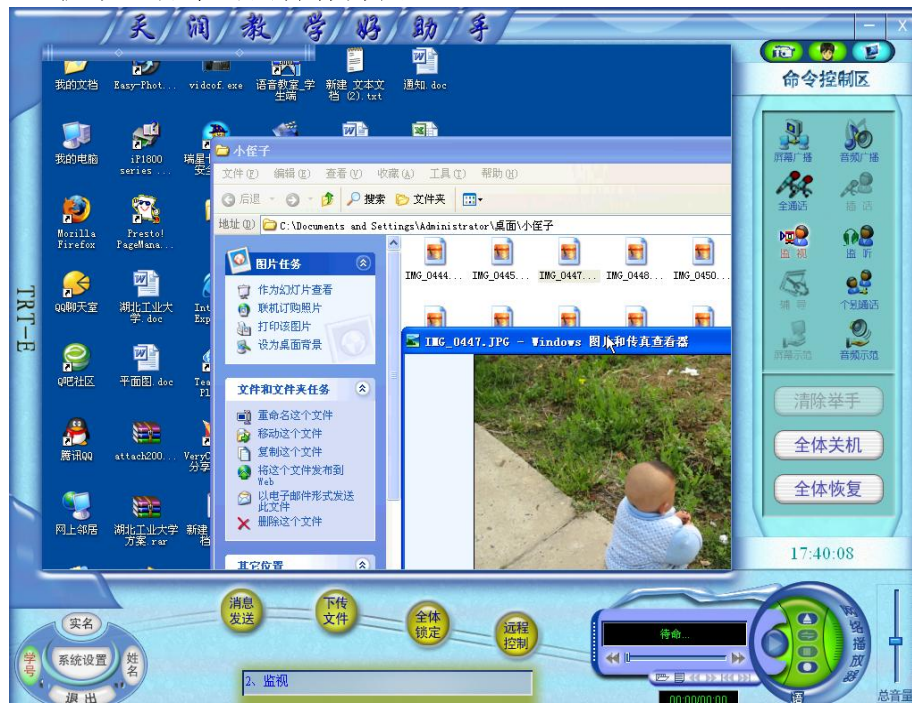 天润教学好助手
我的文档
Easy-Phot...
vidcof.exe
语音教室_学
生端
新建 文本文
档 (2).txt
通知.doc
我的电脑
iP1800
series ...
小侄子
文件(F) 编辑(E) 查看(V) 收藏(A) 工具(T) 帮助(H)
后退 搜索 文件夹
地址(D) C:\Documents and Settings\Administrator\桌面\小侄子
Mozilla
Firefox
Presto!
PageMana...
图片任务
作为幻灯片查看
联机订购照片
打印该图片
设为桌面背景
IMG_0444...
IMG_0445...
IMG_0447...
IMG_0448...
IMG_0450...
QQ聊天室
湖北工业大
学.doc
IMG_0447.JPG - Windows 图片和传真查看器
Q吧社区
平面图.doc
文件和文件夹任务
重命名这个文件
移动这个文件
复制这个文件
将这个文件发布到
Web
以电子邮件形式发送
此文件
删除这个文件
腾讯QQ
attach200...
网上邻居
湖北工业大学
方案.rar
其它位置
TRT-E
命令控制区
屏幕广播
音频广播
全通话
插话
监视
监听
辅导
个别通话
屏幕示范
音频示范
清除举手
全体关机
全体恢复
17:40:08
消息
发送
下传
文件
全体
锁定
远程
控制
实名
学号
系统设置
姓名
退出
2、监视
待命...
00:00/00:00
网络播放器
总音量